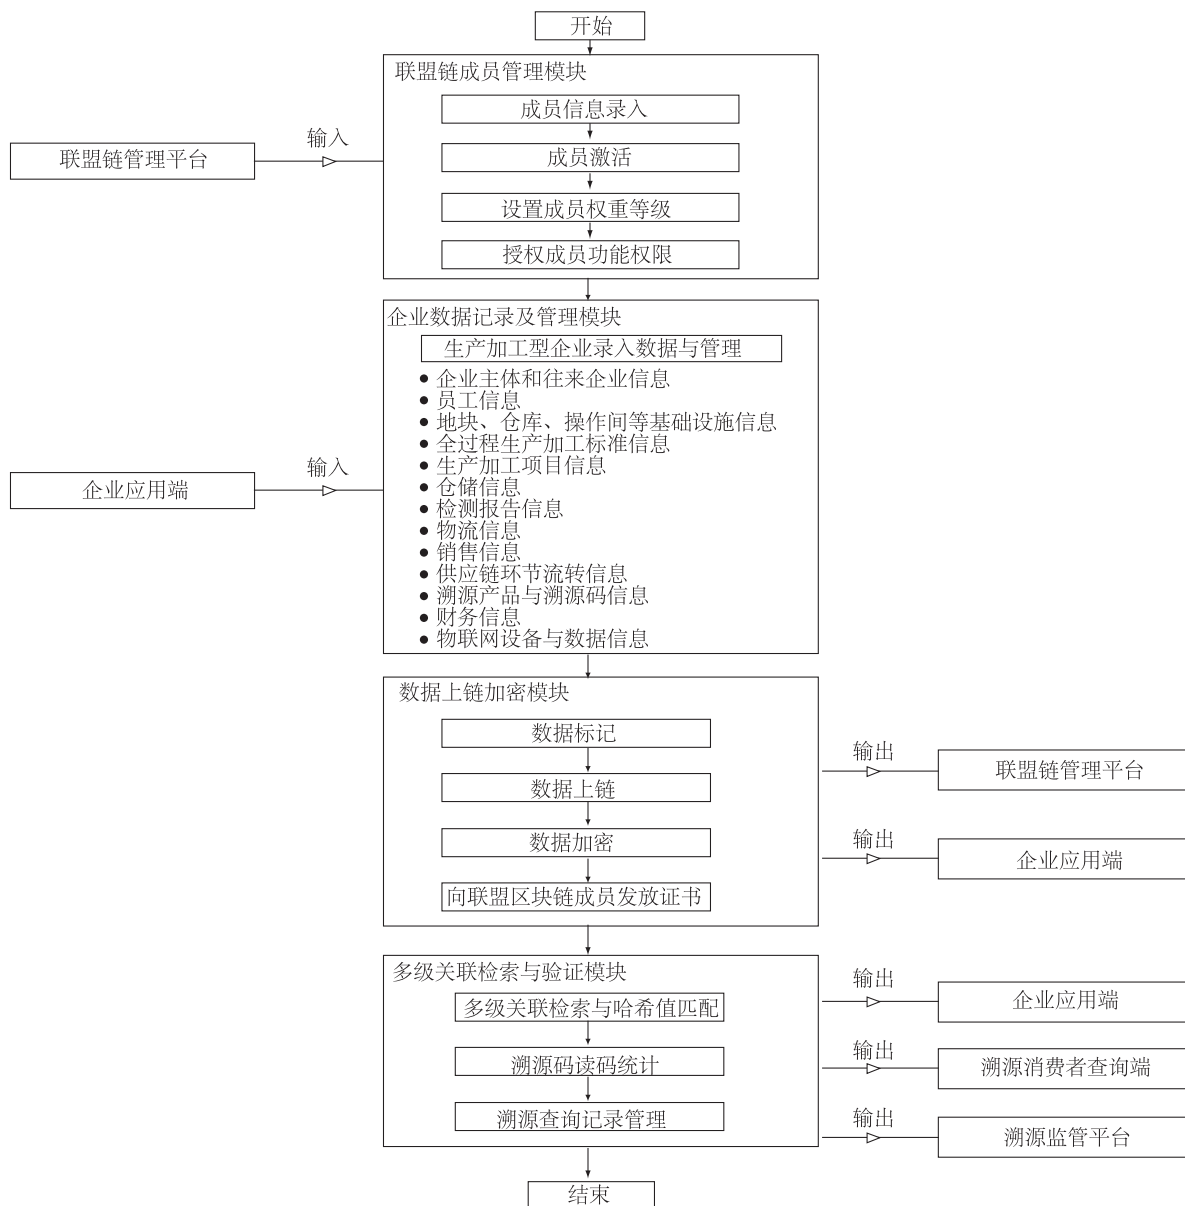 开始
联盟链成员管理模块
成员信息录入
输入
联盟链管理平台
成员激活
设置成员权重等级
授权成员功能权限
企业数据记录及管理模块
生产加工型企业录入数据与管理
● 企业主体和往来企业信息
● 员工信息
● 地块、仓库、操作间等基础设施信息
● 全过程生产加工标准信息
● 生产加工项目信息
输入
企业应用端
● 仓储信息
● 检测报告信息
● 物流信息
● 销售信息
● 供应链环节流转信息
● 溯源产品与溯源码信息
● 财务信息
● 物联网设备与数据信息
数据上链加密模块
数据标记
数据上链
数据加密
向联盟区块链成员发放证书
输出
联盟链管理平台
输出
企业应用端
多级关联检索与验证模块
多级关联检索与哈希值匹配
溯源码读码统计
溯源查询记录管理
输出
企业应用端
输出
溯源消费者查询端
输出
溯源监管平台
结束